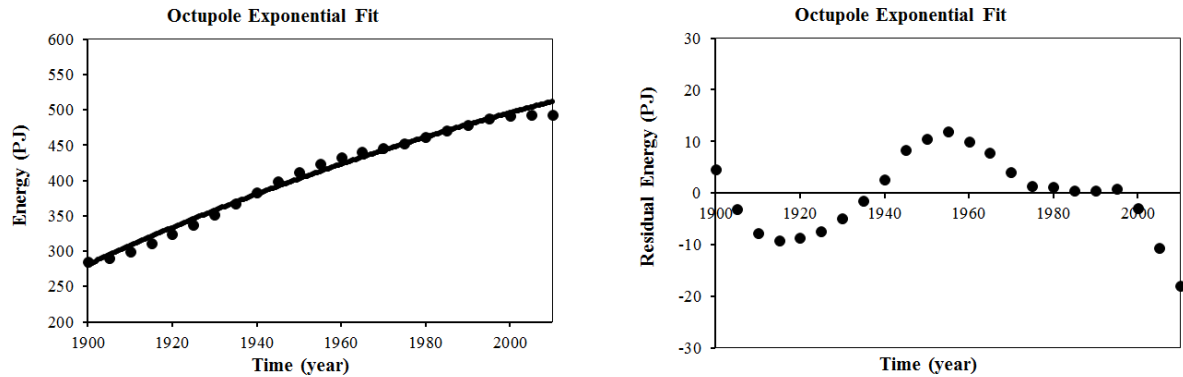 Octupole Exponential Fit
Energy (PJ)
600
550
500
450
400
350
300
250
200
1900 1920 1940 1960 1980 2000
Time (year)
Octupole Exponential Fit
Residual Energy (PJ)
30
20
10
0
-10
-20
-30
1900 1920 1940 1960 1980 2000
Time (year)